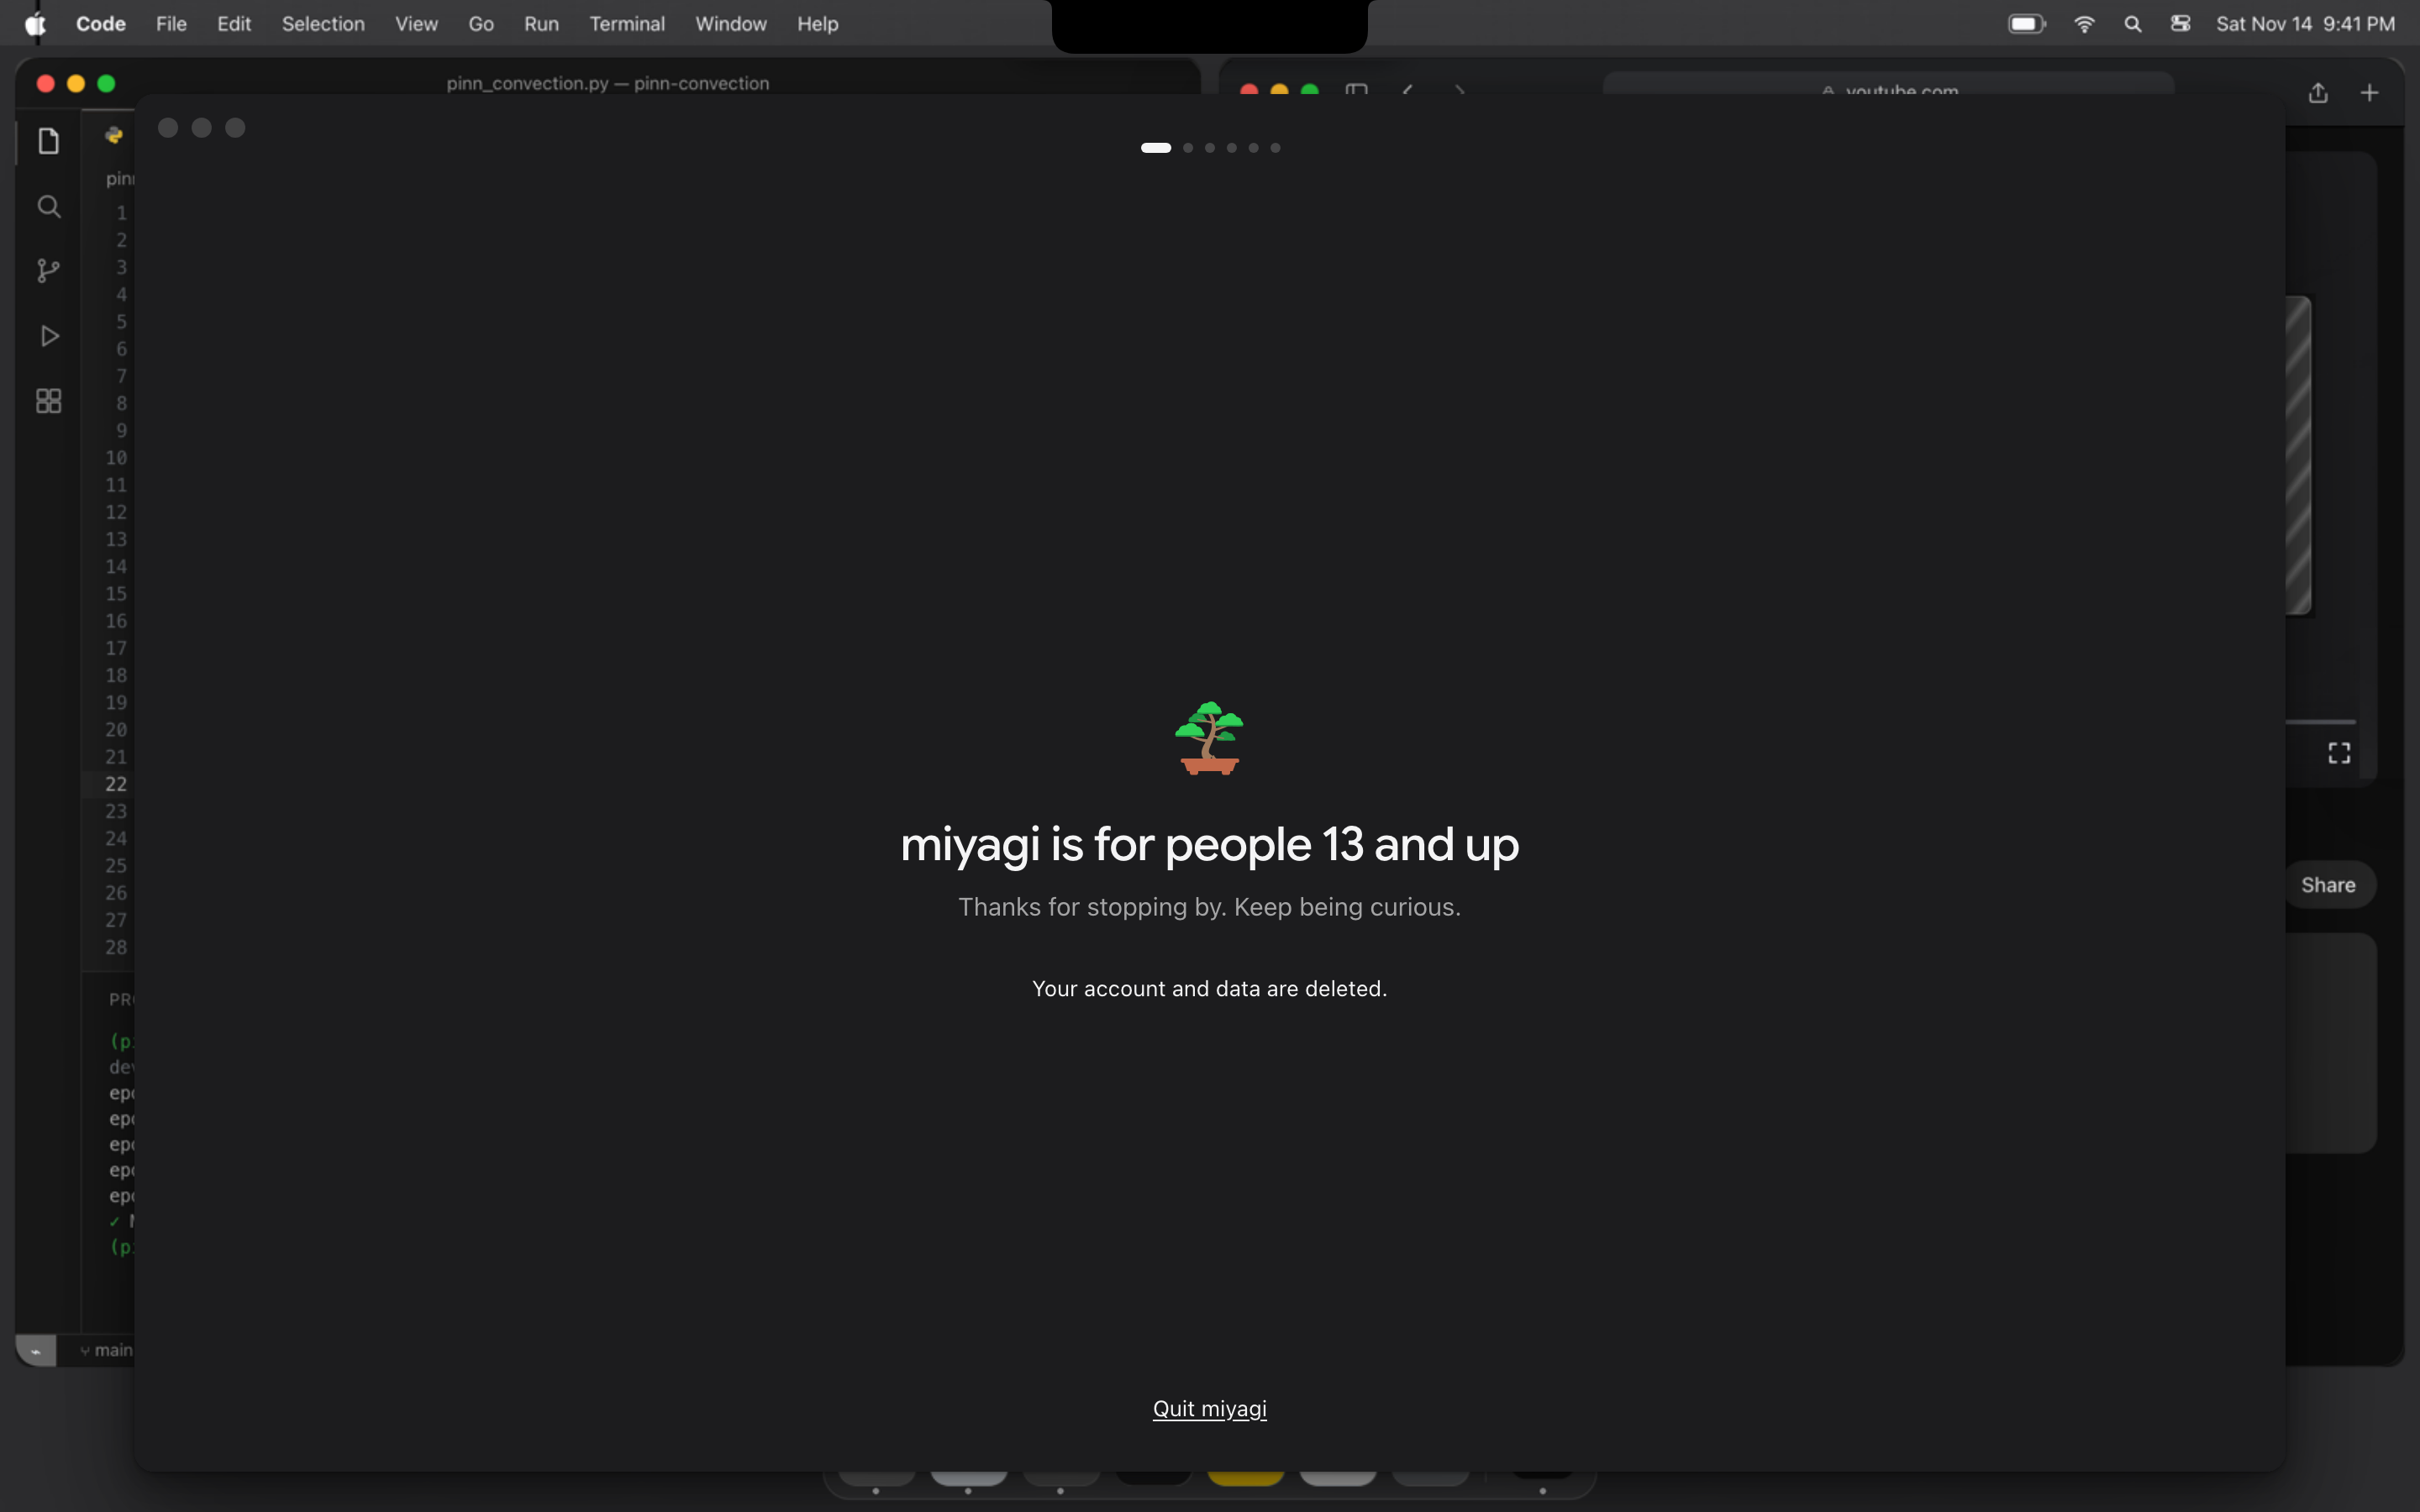 Code File Edit Selection View Go Run Terminal Window Help
Sat Nov 14 9:41 PM
pinn_convection.py — pinn-convection
youtube.com
1
2
3
4
5
6
7
8
9
10
11
12
13
14
15
16
17
18
19
20
21
22
23
24
25
26
27
28
main
miyagi is for people 13 and up
Thanks for stopping by. Keep being curious.
Your account and data are deleted.
Quit miyagi
Share